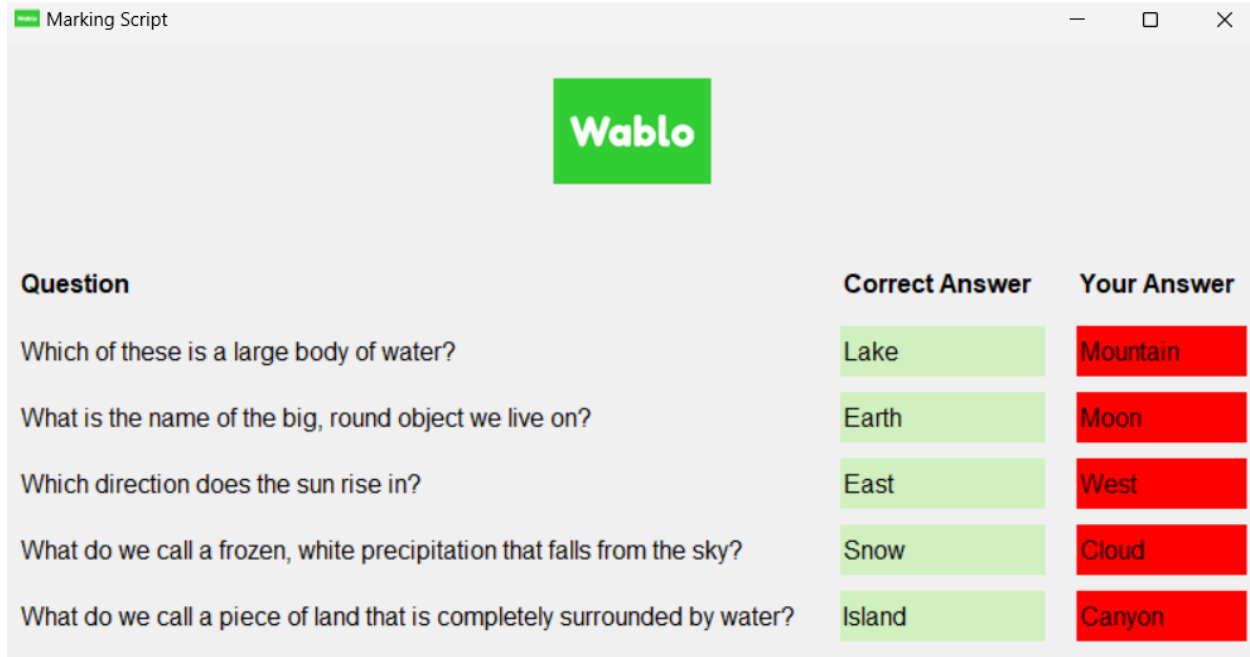 Wablo Marking Script
Wablo
Question Correct Answer Your Answer
Which of these is a large body of water? Lake Mountain
What is the name of the big, round object we live on? Earth Moon
Which direction does the sun rise in? East West
What do we call a frozen, white precipitation that falls from the sky? Snow Cloud
What do we call a piece of land that is completely surrounded by water? Island Canyon